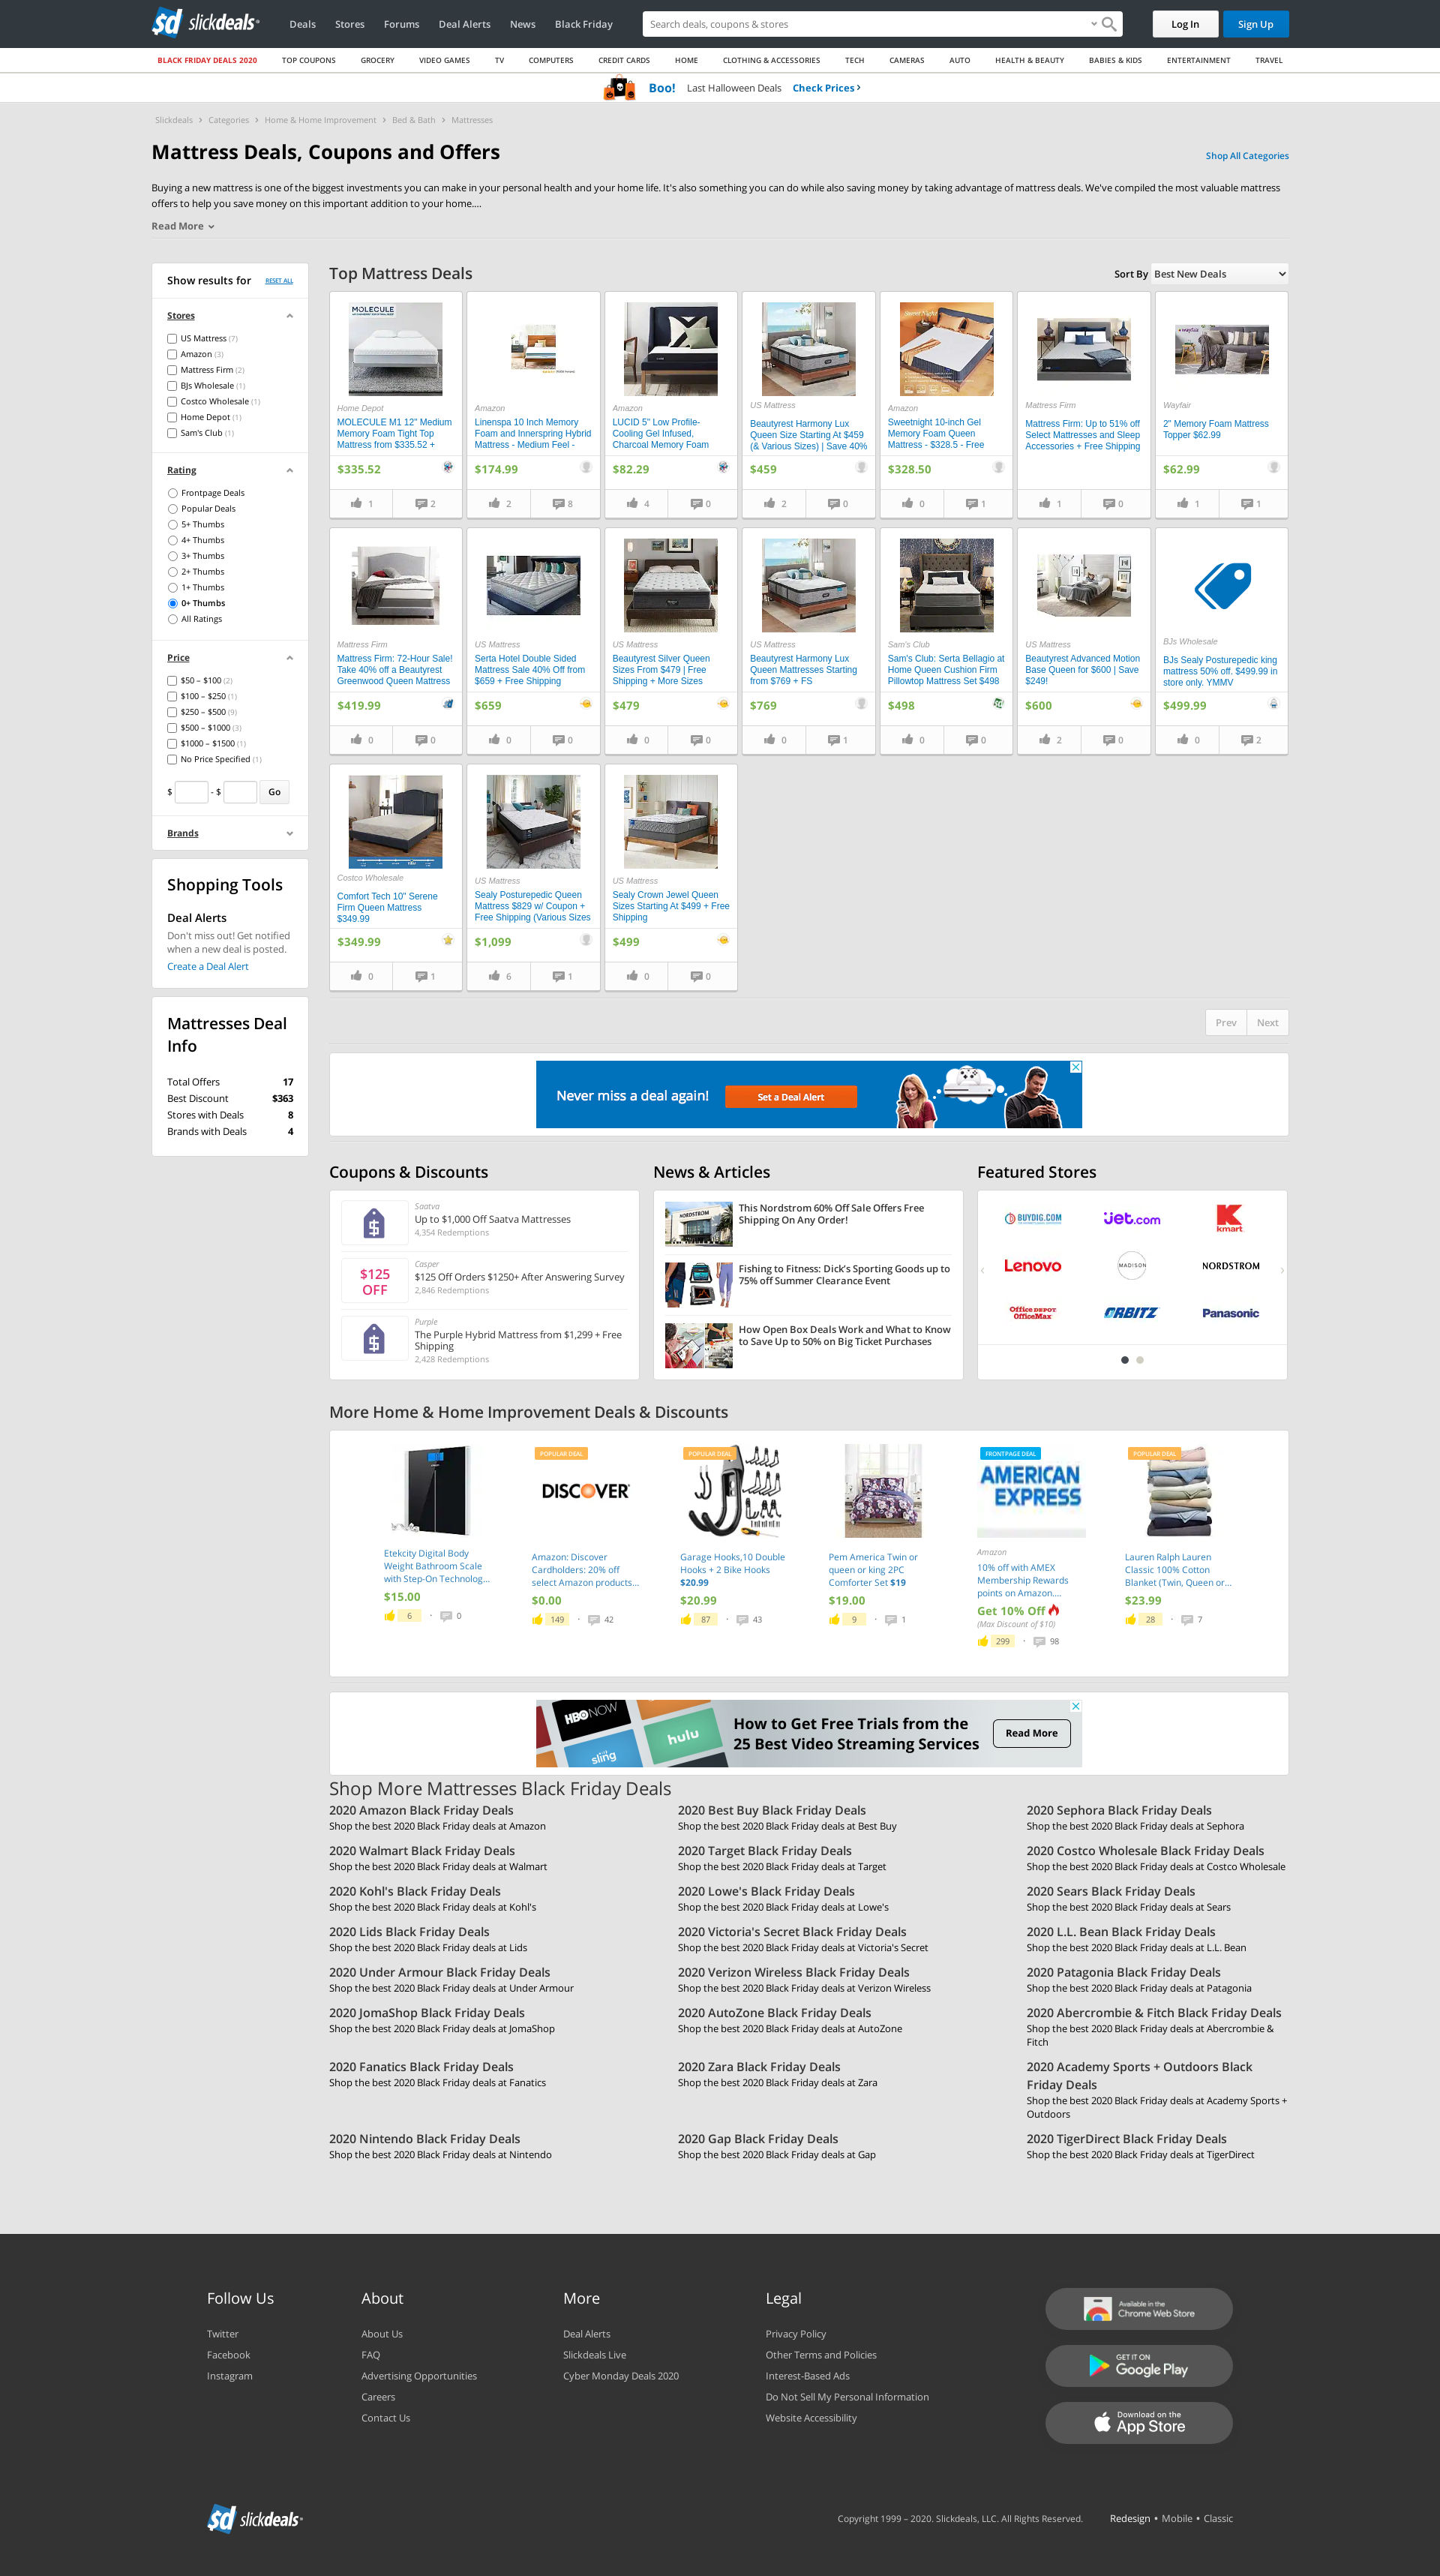 slickdeals
Deals Stores Forums Deal Alerts News Black Friday
Search deals, coupons & stores
Log In Sign Up
BLACK FRIDAY DEALS 2020 TOP COUPONS GROCERY VIDEO GAMES TV COMPUTERS CREDIT CARDS HOME CLOTHING & ACCESSORIES TECH CAMERAS AUTO HEALTH & BEAUTY BABIES & KIDS ENTERTAINMENT TRAVEL
Boo! Last Halloween Deals Check Prices
Slickdeals Categories Home & Home Improvement Bed & Bath Mattresses
Mattress Deals, Coupons and Offers
Shop All Categories
Buying a new mattress is one of the biggest investments you can make in your personal health and your home life. It's also something you can do while also saving money by taking advantage of mattress deals. We've compiled the most valuable mattress
offers to help you save money on this important addition to your home....
Read More
Show results for RESET ALL
Stores
US Mattress (7)
Amazon (3)
Mattress Firm (2)
BJs Wholesale (1)
Costco Wholesale (1)
Home Depot (1)
Sam's Club (1)
Rating
Frontpage Deals
Popular Deals
5+ Thumbs
4+ Thumbs
3+ Thumbs
2+ Thumbs
1+ Thumbs
0+ Thumbs
All Ratings
Price
$50 – $100 (2)
$100 – $250 (1)
$250 – $500 (9)
$500 – $1000 (3)
$1000 – $1500 (1)
No Price Specified (1)
$ - $ Go
Brands
Shopping Tools
Deal Alerts
Don't miss out! Get notified
when a new deal is posted.
Create a Deal Alert
Mattresses Deal
Info
Total Offers 17
Best Discount $363
Stores with Deals 8
Brands with Deals 4
Top Mattress Deals
Sort By Best New Deals
MOLECULE
Home Depot
MOLECULE M1 12" Medium
Memory Foam Tight Top
Mattress from $335.52 +
$335.52
1 2
Amazon
Linenspa 10 Inch Memory
Foam and Innerspring Hybrid
Mattress - Medium Feel -
$174.99
2 8
Amazon
LUCID 5" Low Profile-
Cooling Gel Infused,
Charcoal Memory Foam
$82.29
4 0
US Mattress
Beautyrest Harmony Lux
Queen Size Starting At $459
(& Various Sizes) | Save 40%
$459
2 0
Sweet Night
Amazon
Sweetnight 10-inch Gel
Memory Foam Queen
Mattress - $328.5 - Free
$328.50
0 1
Mattress Firm
Mattress Firm: Up to 51% off
Select Mattresses and Sleep
Accessories + Free Shipping
1 0
wayfair
Wayfair
2" Memory Foam Mattress
Topper $62.99
$62.99
1 1
Mattress Firm
Mattress Firm: 72-Hour Sale!
Take 40% off a Beautyrest
Greenwood Queen Mattress
$419.99
0 0
US Mattress
Serta Hotel Double Sided
Mattress Sale 40% Off from
$659 + Free Shipping
$659
0 0
US Mattress
Beautyrest Silver Queen
Sizes From $479 | Free
Shipping + More Sizes
$479
0 0
US Mattress
Beautyrest Harmony Lux
Queen Mattresses Starting
from $769 + FS
$769
0 1
Sam's Club
Sam's Club: Serta Bellagio at
Home Queen Cushion Firm
Pillowtop Mattress Set $498
$498
0 0
US Mattress
Beautyrest Advanced Motion
Base Queen for $600 | Save
$249!
$600
2 0
BJs Wholesale
BJs Sealy Posturepedic king
mattress 50% off. $499.99 in
store only. YMMV
$499.99
0 2
Costco Wholesale
Comfort Tech 10" Serene
Firm Queen Mattress
$349.99
$349.99
0 1
US Mattress
Sealy Posturepedic Queen
Mattress $829 w/ Coupon +
Free Shipping (Various Sizes
$1,099
6 1
US Mattress
Sealy Crown Jewel Queen
Sizes Starting At $499 + Free
Shipping
$499
0 0
Prev Next
Never miss a deal again! Set a Deal Alert
Coupons & Discounts
Saatva
Up to $1,000 Off Saatva Mattresses
4,354 Redemptions
$125
OFF
Casper
$125 Off Orders $1250+ After Answering Survey
2,846 Redemptions
Purple
The Purple Hybrid Mattress from $1,299 + Free
Shipping
2,428 Redemptions
News & Articles
NORDSTROM
This Nordstrom 60% Off Sale Offers Free
Shipping On Any Order!
Fishing to Fitness: Dick's Sporting Goods up to
75% off Summer Clearance Event
How Open Box Deals Work and What to Know
to Save Up to 50% on Big Ticket Purchases
Featured Stores
BUYDIG.COM jet.com Kmart
Lenovo MADISON NORDSTROM
Office DEPOT OfficeMax ORBITZ Panasonic
More Home & Home Improvement Deals & Discounts
Etekcity Digital Body
Weight Bathroom Scale
with Step-On Technolog...
$15.00
6 · 0
POPULAR DEAL
DISCOVER
Amazon: Discover
Cardholders: 20% off
select Amazon products...
$0.00
149 · 42
POPULAR DEAL
Garage Hooks,10 Double
Hooks + 2 Bike Hooks
$20.99
$20.99
87 · 43
Pem America Twin or
queen or king 2PC
Comforter Set $19
$19.00
9 · 1
FRONTPAGE DEAL
AMERICAN
EXPRESS
Amazon
10% off with AMEX
Membership Rewards
points on Amazon....
Get 10% Off
(Max Discount of $10)
299 · 98
POPULAR DEAL
Lauren Ralph Lauren
Classic 100% Cotton
Blanket (Twin, Queen or...
$23.99
28 · 7
HBO NOW
sling
hulu
How to Get Free Trials from the
25 Best Video Streaming Services
Read More
Shop More Mattresses Black Friday Deals
2020 Amazon Black Friday Deals
Shop the best 2020 Black Friday deals at Amazon
2020 Best Buy Black Friday Deals
Shop the best 2020 Black Friday deals at Best Buy
2020 Sephora Black Friday Deals
Shop the best 2020 Black Friday deals at Sephora
2020 Walmart Black Friday Deals
Shop the best 2020 Black Friday deals at Walmart
2020 Target Black Friday Deals
Shop the best 2020 Black Friday deals at Target
2020 Costco Wholesale Black Friday Deals
Shop the best 2020 Black Friday deals at Costco Wholesale
2020 Kohl's Black Friday Deals
Shop the best 2020 Black Friday deals at Kohl's
2020 Lowe's Black Friday Deals
Shop the best 2020 Black Friday deals at Lowe's
2020 Sears Black Friday Deals
Shop the best 2020 Black Friday deals at Sears
2020 Lids Black Friday Deals
Shop the best 2020 Black Friday deals at Lids
2020 Victoria's Secret Black Friday Deals
Shop the best 2020 Black Friday deals at Victoria's Secret
2020 L.L. Bean Black Friday Deals
Shop the best 2020 Black Friday deals at L.L. Bean
2020 Under Armour Black Friday Deals
Shop the best 2020 Black Friday deals at Under Armour
2020 Verizon Wireless Black Friday Deals
Shop the best 2020 Black Friday deals at Verizon Wireless
2020 Patagonia Black Friday Deals
Shop the best 2020 Black Friday deals at Patagonia
2020 JomaShop Black Friday Deals
Shop the best 2020 Black Friday deals at JomaShop
2020 AutoZone Black Friday Deals
Shop the best 2020 Black Friday deals at AutoZone
2020 Abercrombie & Fitch Black Friday Deals
Shop the best 2020 Black Friday deals at Abercrombie &
Fitch
2020 Fanatics Black Friday Deals
Shop the best 2020 Black Friday deals at Fanatics
2020 Zara Black Friday Deals
Shop the best 2020 Black Friday deals at Zara
2020 Academy Sports + Outdoors Black
Friday Deals
Shop the best 2020 Black Friday deals at Academy Sports +
Outdoors
2020 Nintendo Black Friday Deals
Shop the best 2020 Black Friday deals at Nintendo
2020 Gap Black Friday Deals
Shop the best 2020 Black Friday deals at Gap
2020 TigerDirect Black Friday Deals
Shop the best 2020 Black Friday deals at TigerDirect
Follow Us
Twitter
Facebook
Instagram
About
About Us
FAQ
Advertising Opportunities
Careers
Contact Us
More
Deal Alerts
Slickdeals Live
Cyber Monday Deals 2020
Legal
Privacy Policy
Other Terms and Policies
Interest-Based Ads
Do Not Sell My Personal Information
Website Accessibility
Available in the
Chrome Web Store
GET IT ON
Google Play
Download on the
App Store
slickdeals
Copyright 1999 – 2020. Slickdeals, LLC. All Rights Reserved. Redesign • Mobile • Classic